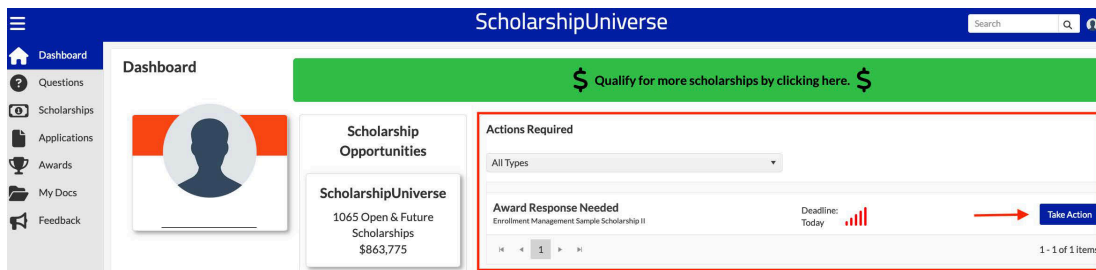 ScholarshipUniverse
Search
Dashboard
Questions
Scholarships
Applications
Awards
My Docs
Feedback
Dashboard
$ Qualify for more scholarships by clicking here. $
Scholarship
Opportunities
ScholarshipUniverse
1065 Open & Future
Scholarships
$863,775
Actions Required
All Types
Award Response Needed
Enrollment Management Sample Scholarship II
Deadline:
Today
Take Action
1
1 - 1 of 1 items